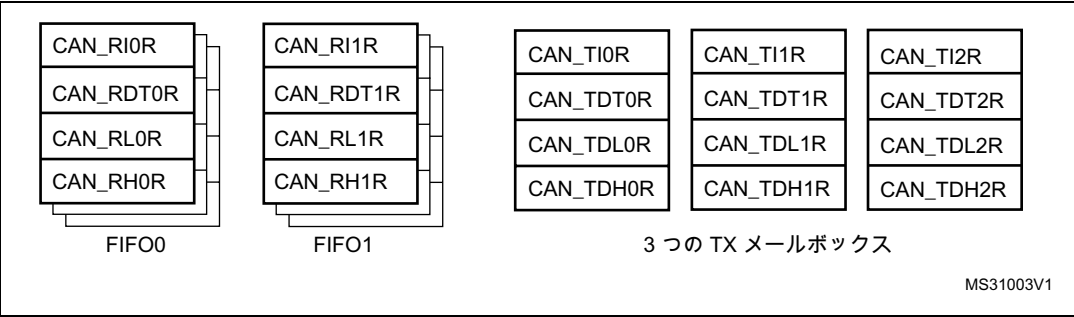 CAN_RI0R
CAN_RDT0R
CAN_RL0R
CAN_RH0R
FIFO0
CAN_RI1R
CAN_RDT1R
CAN_RL1R
CAN_RH1R
FIFO1
CAN_TI0R
CAN_TDT0R
CAN_TDL0R
CAN_TDH0R
CAN_TI1R
CAN_TDT1R
CAN_TDL1R
CAN_TDH1R
CAN_TI2R
CAN_TDT2R
CAN_TDL2R
CAN_TDH2R
3 つの TX メールボックス
MS31003V1